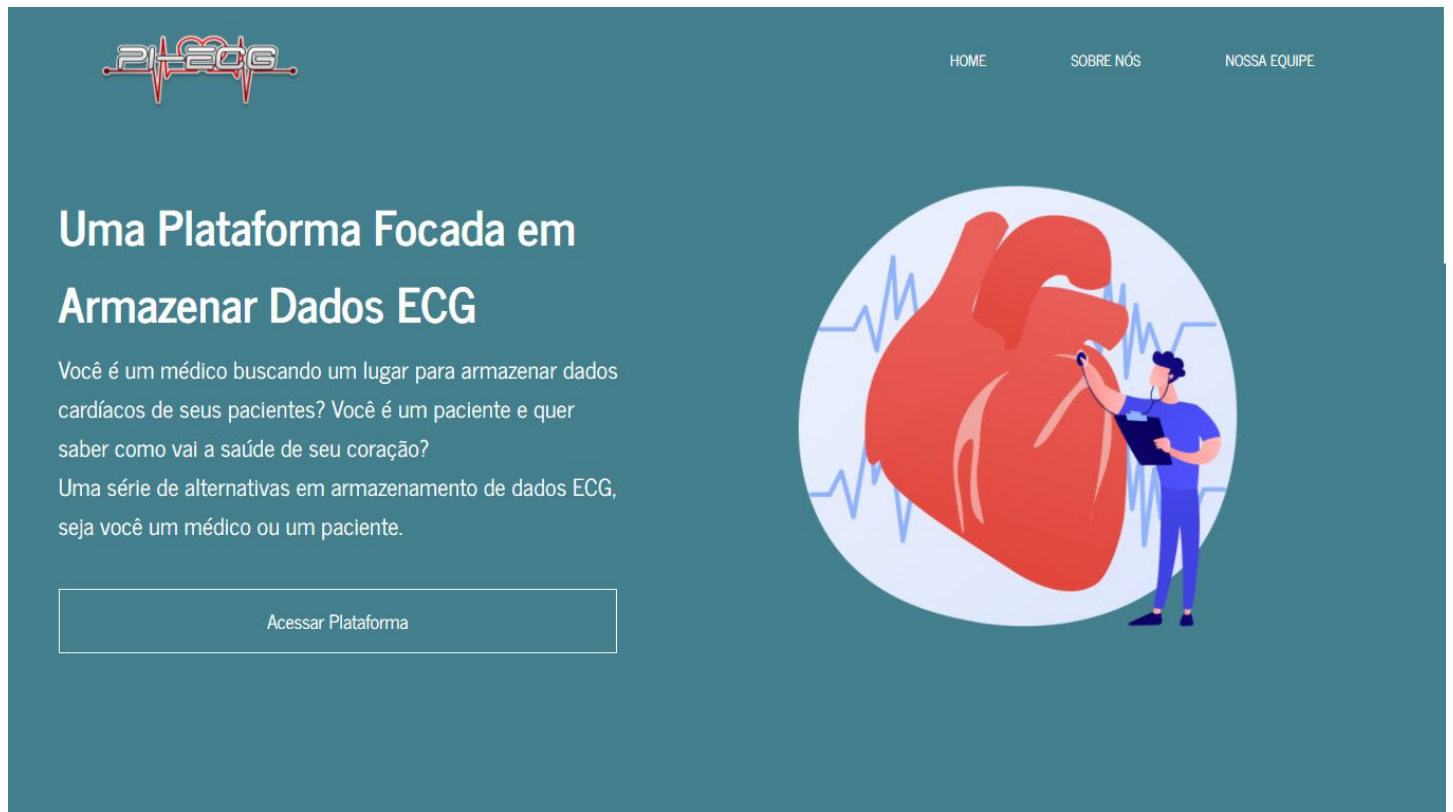 PI-ECG
HOME
SOBRE NÓS
NOSSA EQUIPE
Uma Plataforma Focada em
Armazenar Dados ECG
Você é um médico buscando um lugar para armazenar dados
cardíacos de seus pacientes? Você é um paciente e quer
saber como vai a saúde de seu coração?
Uma série de alternativas em armazenamento de dados ECG,
seja você um médico ou um paciente.
Acessar Plataforma